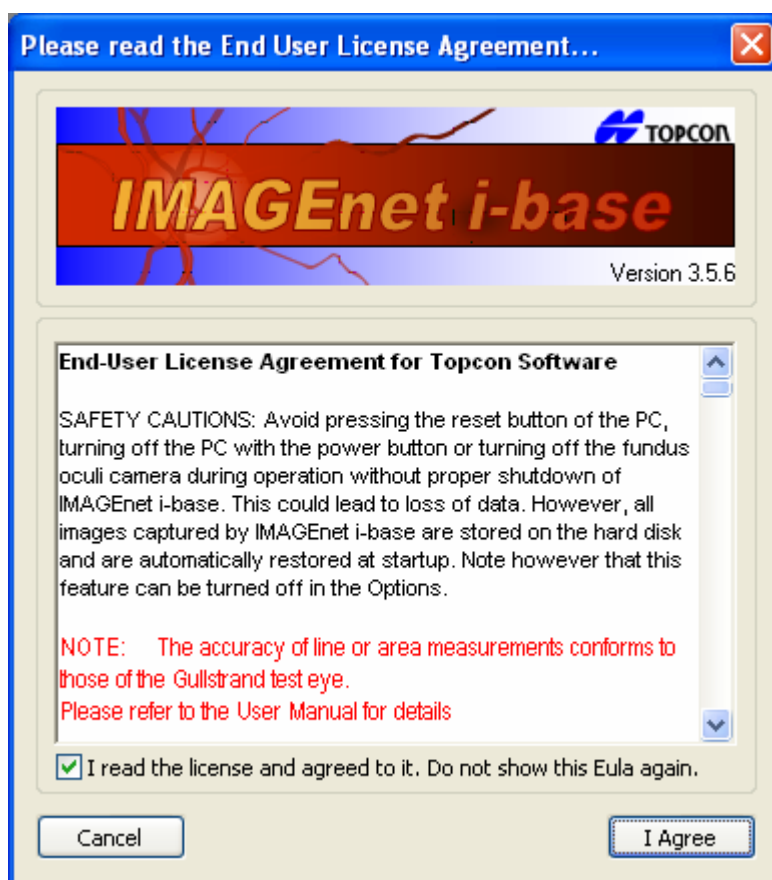 Please read the End User License Agreement...
TOPCON
IMAGEnet i-base
Version 3.5.6
End-User License Agreement for Topcon Software
SAFETY CAUTIONS: Avoid pressing the reset button of the PC,
turning off the PC with the power button or turning off the fundus
oculi camera during operation without proper shutdown of
IMAGEnet i-base. This could lead to loss of data. However, all
images captured by IMAGEnet i-base are stored on the hard disk
and are automatically restored at startup. Note however that this
feature can be turned off in the Options.
NOTE: The accuracy of line or area measurements conforms to
those of the Gullstrand test eye.
Please refer to the User Manual for details
I read the license and agreed to it. Do not show this Eula again.
Cancel
I Agree